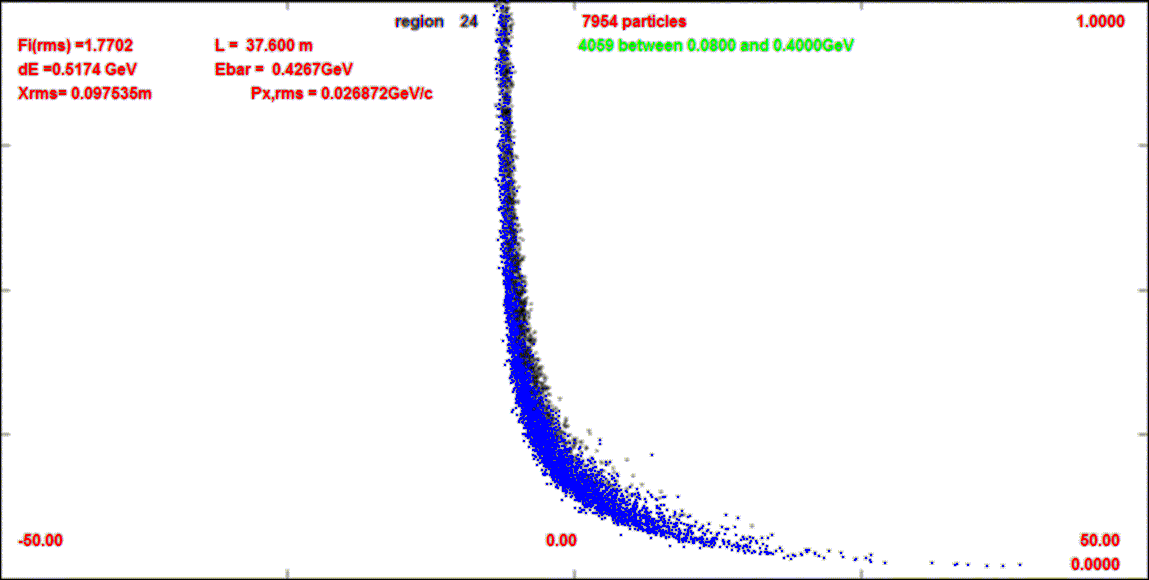 region 24 7954 particles 1.0000
Fi(rms) =1.7702 L = 37.600 m 4059 between 0.0800 and 0.4000GeV
dE =0.5174 GeV Ebar = 0.4267GeV
Xrms= 0.097535m Px,rms = 0.026872GeV/c
-50.00 0.00 50.00
0.0000